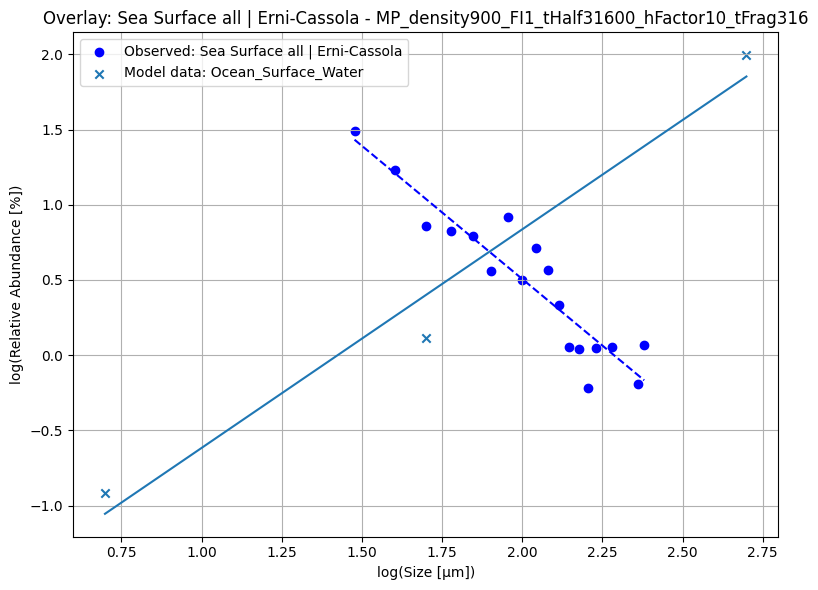 Overlay: Sea Surface all | Erni-Cassola - MP_density900_FI1_tHalf31600_hFactor10_tFrag316
Observed: Sea Surface all | Erni-Cassola
Model data: Ocean_Surface_Water
log(Relative Abundance [%])
2.0
1.5
1.0
0.5
0.0
−0.5
−1.0
0.75 1.00 1.25 1.50 1.75 2.00 2.25 2.50 2.75
log(Size [µm])